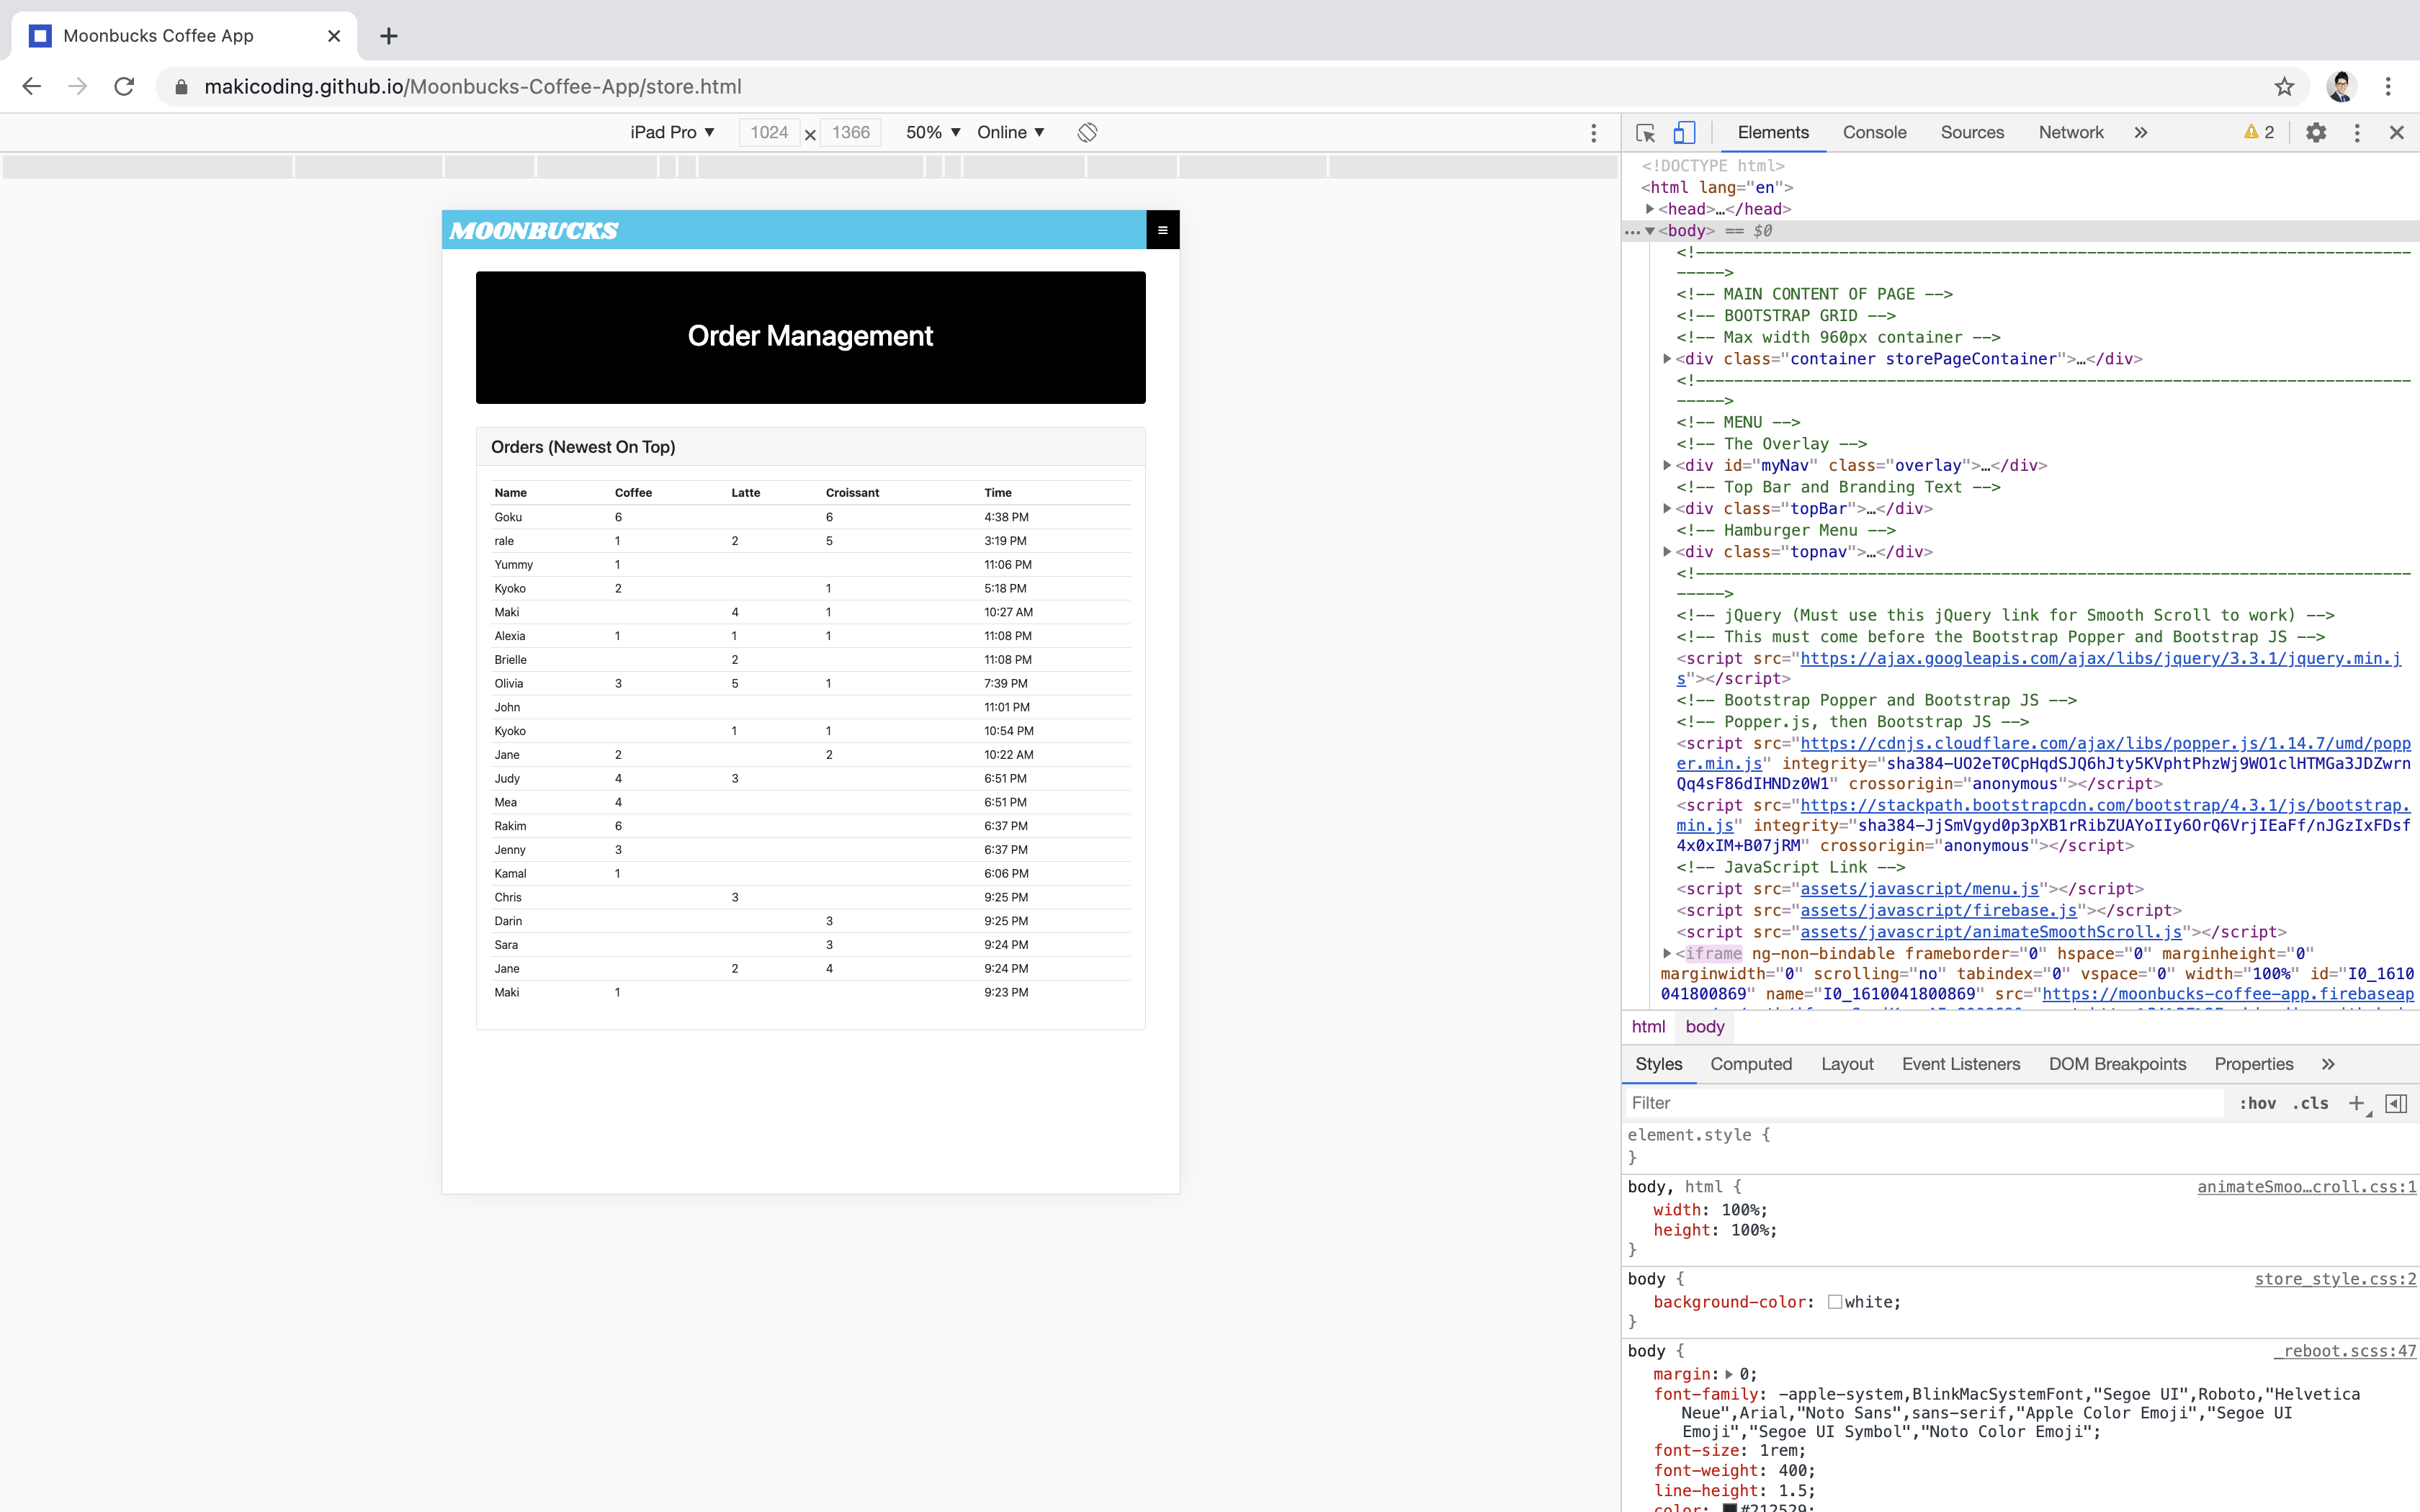 Moonbucks Coffee App
makicoding.github.io/Moonbucks-Coffee-App/store.html
iPad Pro ▼ 1024 × 1366 50% ▼ Online ▼
MOONBUCKS
Order Management
Orders (Newest On Top)
Name Coffee Latte Croissant Time
Goku 6 6 4:38 PM
rale 1 2 5 3:19 PM
Yummy 1 11:06 PM
Kyoko 2 1 5:18 PM
Maki 4 1 10:27 AM
Alexia 1 1 1 11:08 PM
Brielle 2 11:08 PM
Olivia 3 5 1 7:39 PM
John 11:01 PM
Kyoko 1 1 10:54 PM
Jane 2 2 10:22 AM
Judy 4 3 6:51 PM
Mea 4 6:51 PM
Rakim 6 6:37 PM
Jenny 3 6:37 PM
Kamal 1 6:06 PM
Chris 3 9:25 PM
Darin 3 9:25 PM
Sara 3 9:24 PM
Jane 2 4 9:24 PM
Maki 1 9:23 PM
Elements Console Sources Network » 2
<!DOCTYPE html>
<html lang="en">
<head>…</head>
<body> == $0
<!---------------------------------------------------------------------------
----->
<!-- MAIN CONTENT OF PAGE -->
<!-- BOOTSTRAP GRID -->
<!-- Max width 960px container -->
<div class="container storePageContainer">…</div>
<!---------------------------------------------------------------------------
----->
<!-- MENU -->
<!-- The Overlay -->
<div id="myNav" class="overlay">…</div>
<!-- Top Bar and Branding Text -->
<div class="topBar">…</div>
<!-- Hamburger Menu -->
<div class="topnav">…</div>
<!---------------------------------------------------------------------------
----->
<!-- jQuery (Must use this jQuery link for Smooth Scroll to work) -->
<!-- This must come before the Bootstrap Popper and Bootstrap JS -->
<script src="https://ajax.googleapis.com/ajax/libs/jquery/3.3.1/jquery.min.j
s"></script>
<!-- Bootstrap Popper and Bootstrap JS -->
<!-- Popper.js, then Bootstrap JS -->
<script src="https://cdnjs.cloudflare.com/ajax/libs/popper.js/1.14.7/umd/popp
er.min.js" integrity="sha384-UO2eT0CpHqdSJQ6hJty5KVphtPhzWj9WO1clHTMGa3JDZwrn
Qq4sF86dIHNDz0W1" crossorigin="anonymous"></script>
<script src="https://stackpath.bootstrapcdn.com/bootstrap/4.3.1/js/bootstrap.
min.js" integrity="sha384-JjSmVgyd0p3pXB1rRibZUAYoIIy6OrQ6VrjIEaFf/nJGzIxFDsf
4x0xIM+B07jRM" crossorigin="anonymous"></script>
<!-- JavaScript Link -->
<script src="assets/javascript/menu.js"></script>
<script src="assets/javascript/firebase.js"></script>
<script src="assets/javascript/animateSmoothScroll.js"></script>
<iframe ng-non-bindable frameborder="0" hspace="0" marginheight="0"
marginwidth="0" scrolling="no" tabindex="0" vspace="0" width="100%" id="I0_1610
041800869" name="I0_1610041800869" src="https://moonbucks-coffee-app.firebaseap
html body
Styles Computed Layout Event Listeners DOM Breakpoints Properties »
Filter :hov .cls +
element.style {
}
body, html { animateSmoo…croll.css:1
width: 100%;
height: 100%;
}
body { store_style.css:2
background-color: white;
}
body { _reboot.scss:47
margin: 0;
font-family: -apple-system,BlinkMacSystemFont,"Segoe UI",Roboto,"Helvetica
Neue",Arial,"Noto Sans",sans-serif,"Apple Color Emoji","Segoe UI
Emoji","Segoe UI Symbol","Noto Color Emoji";
font-size: 1rem;
font-weight: 400;
line-height: 1.5;
color: #212529;